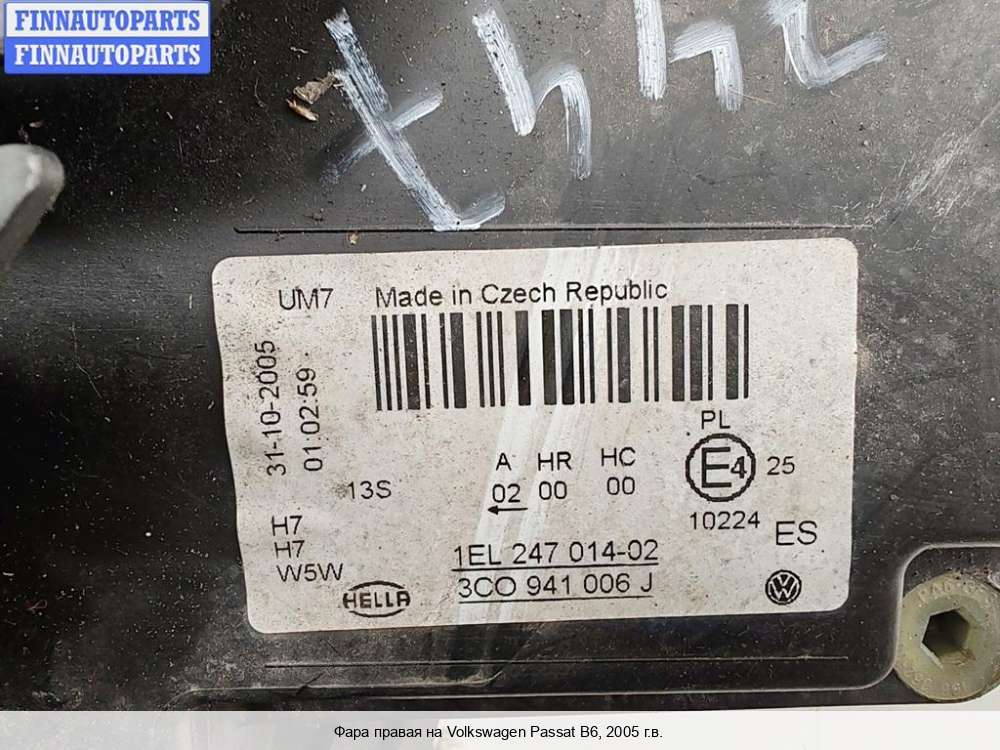 FINNAUTOPARTS
FINNAUTOPARTS
UM7 Made in Czech Republic
31-10-2005
01:02:59
PL
A HR HC
E4 25
02 00 00
13S
10224
H7
H7
W5W
ES
1EL 247 014-02
3C0 941 006 J
HELLA
VW
Фара правая на Volkswagen Passat B6, 2005 г.в.